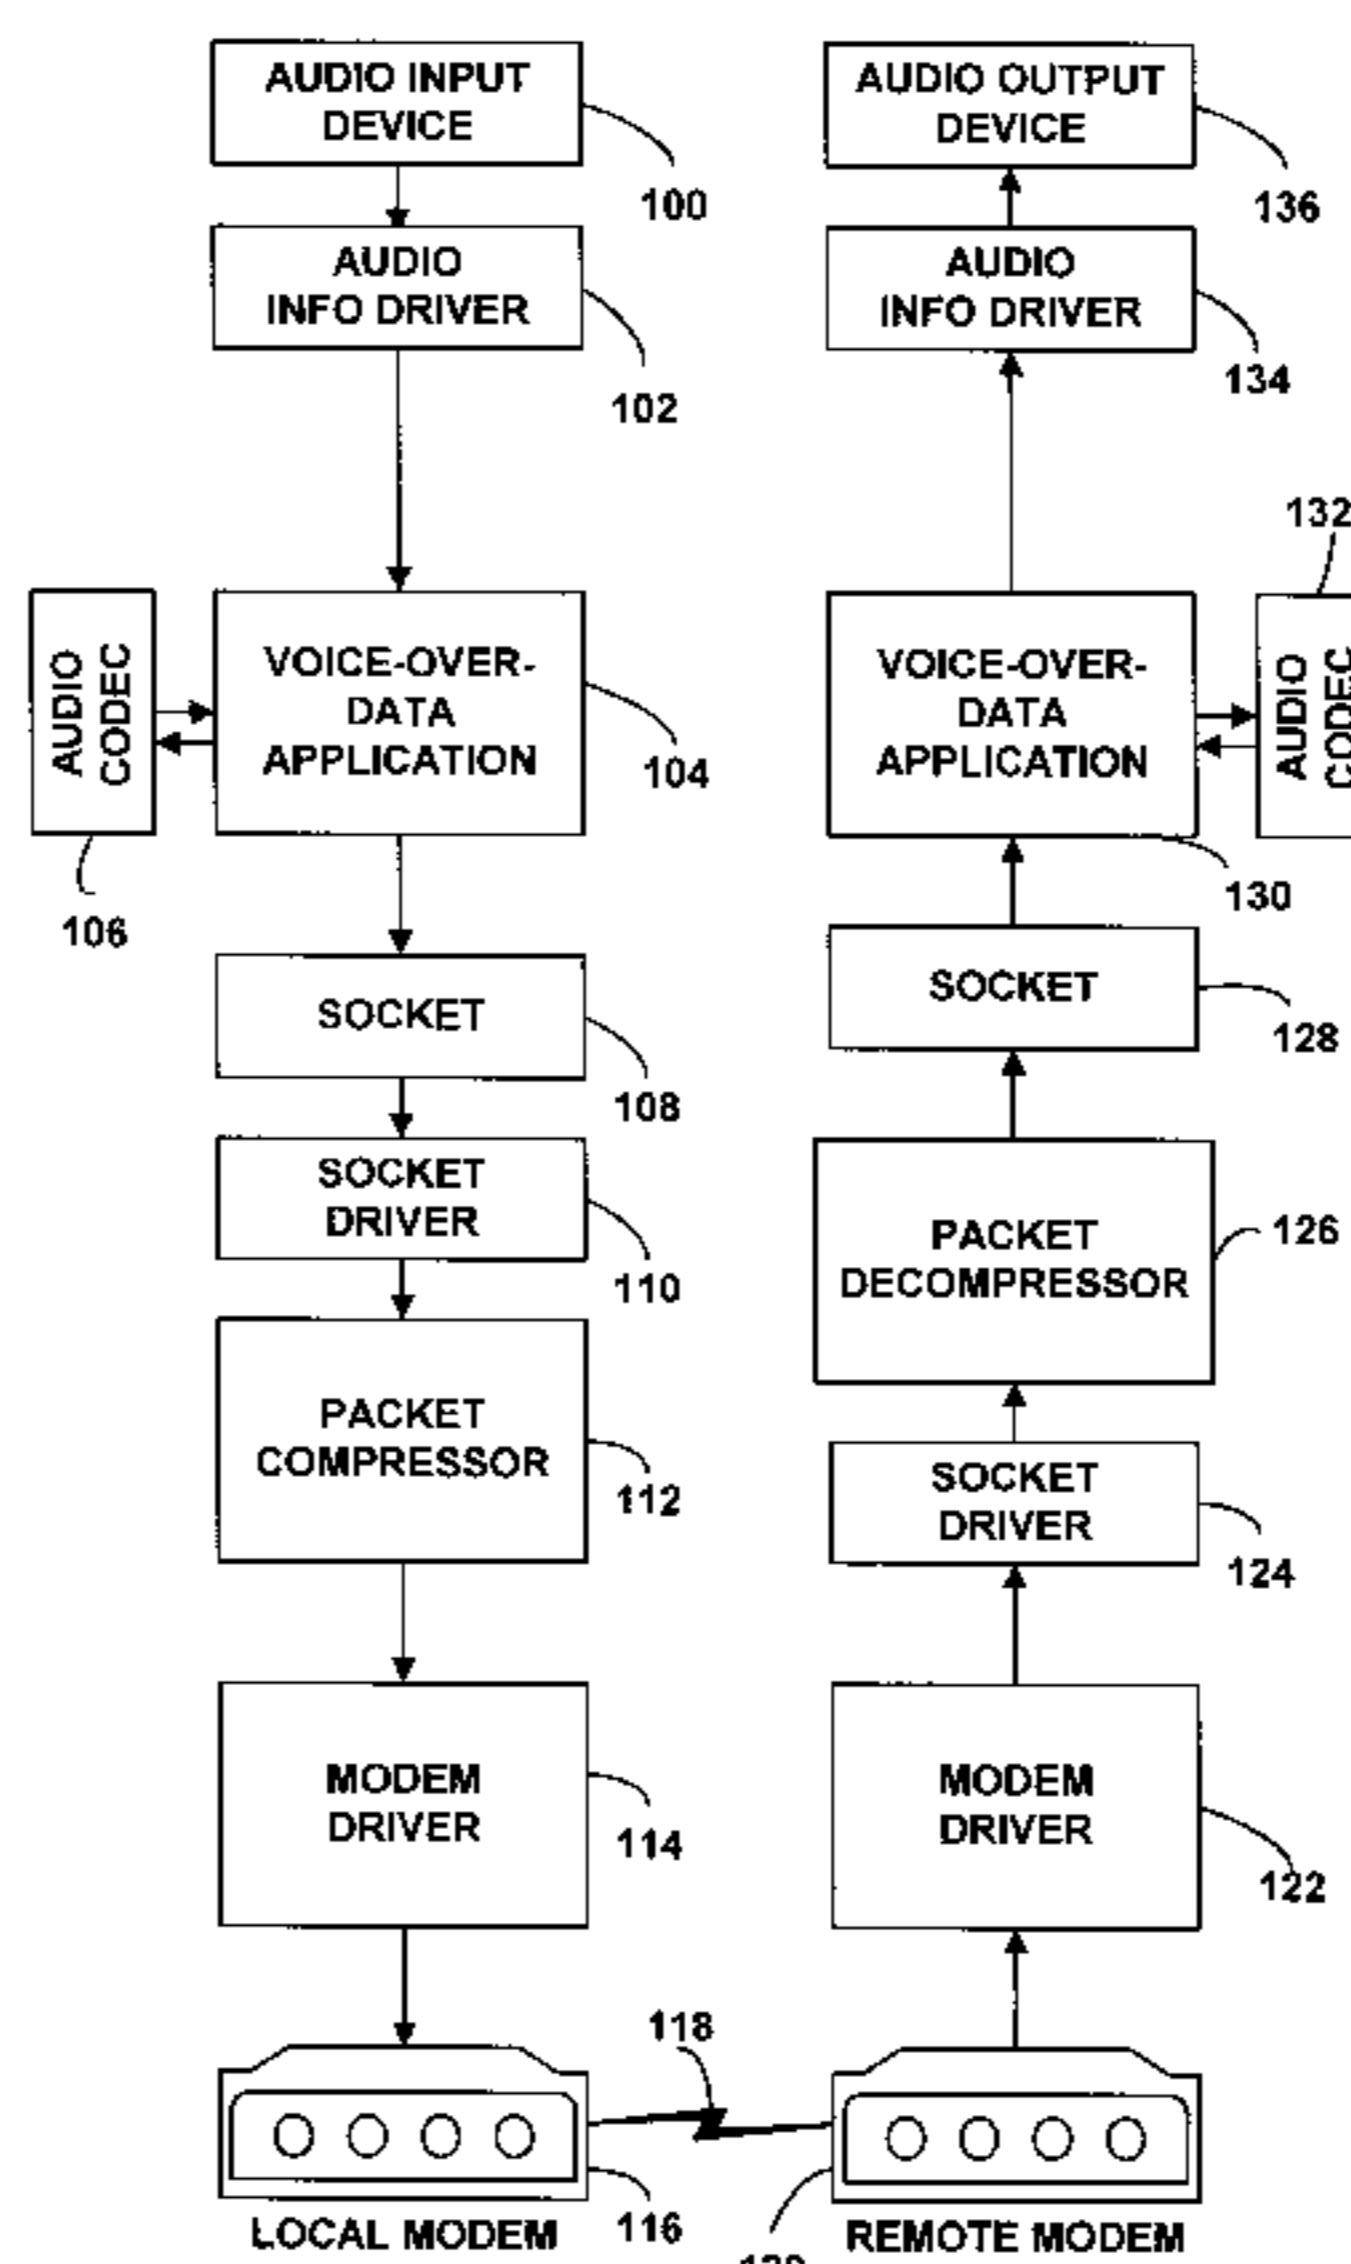 AUDIO INPUT
DEVICE
100
AUDIO
INFO DRIVER
102
VOICE-OVER-
DATA
APPLICATION
104
AUDIO
CODEC
106
SOCKET
108
SOCKET
DRIVER
110
PACKET
COMPRESSOR
112
MODEM
DRIVER
114
118
116
LOCAL MODEM
AUDIO OUTPUT
DEVICE
136
AUDIO
INFO DRIVER
134
132
VOICE-OVER-
DATA
APPLICATION
130
AUDIO
CODEC
SOCKET
128
PACKET
DECOMPRESSOR
126
SOCKET
DRIVER
124
MODEM
DRIVER
122
REMOTE MODEM